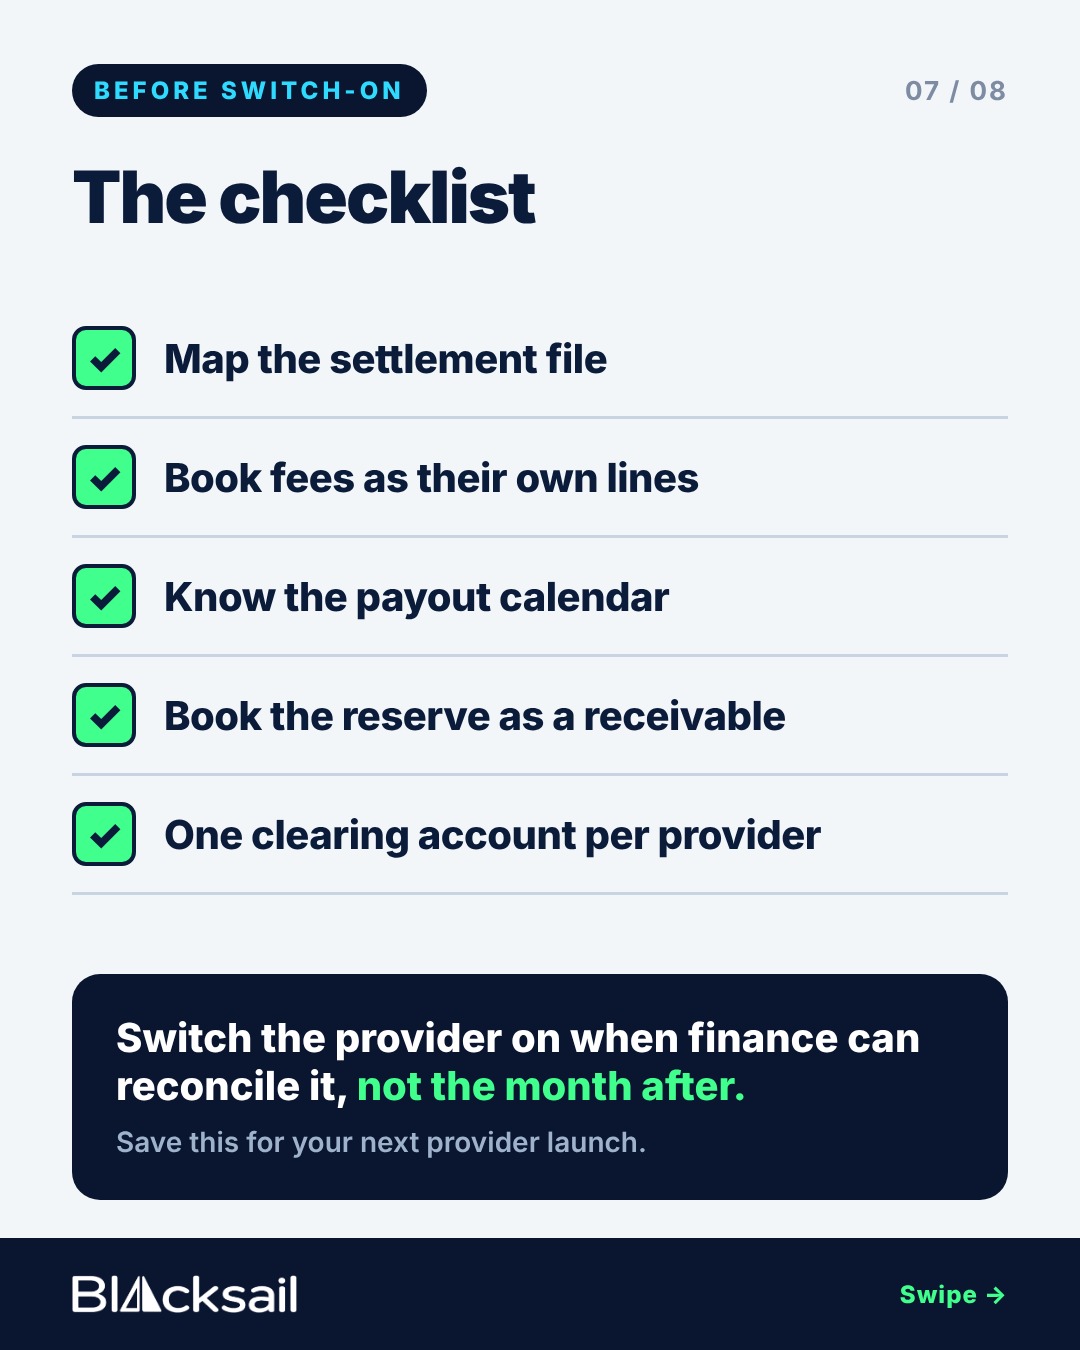 BEFORE SWITCH-ON
07 / 08
The checklist
Map the settlement file
Book fees as their own lines
Know the payout calendar
Book the reserve as a receivable
One clearing account per provider
Switch the provider on when finance can
reconcile it, not the month after.
Save this for your next provider launch.
Blacksail
Swipe →